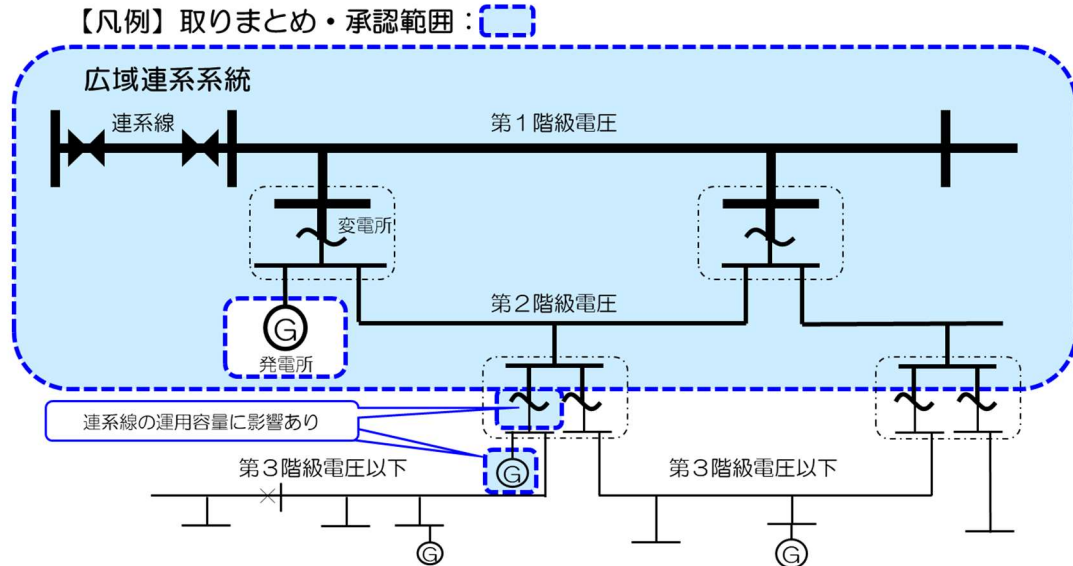 【凡例】取りまとめ・承認範囲：
広域連系系統
連系線
第1階級電圧
変電所
第2階級電圧
G
発電所
連系線の運用容量に影響あり
G
第3階級電圧以下
第3階級電圧以下
G
G